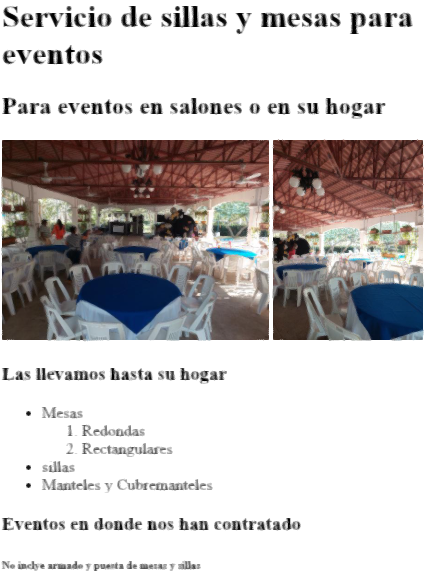 Servicio de sillas y mesas para
eventos
Para eventos en salones o en su hogar
Las llevamos hasta su hogar
• Mesas
1. Redondas
2. Rectangulares
• sillas
• Manteles y Cubremanteles
Eventos en donde nos han contratado
No inclye armado y puesta de mesas y sillas